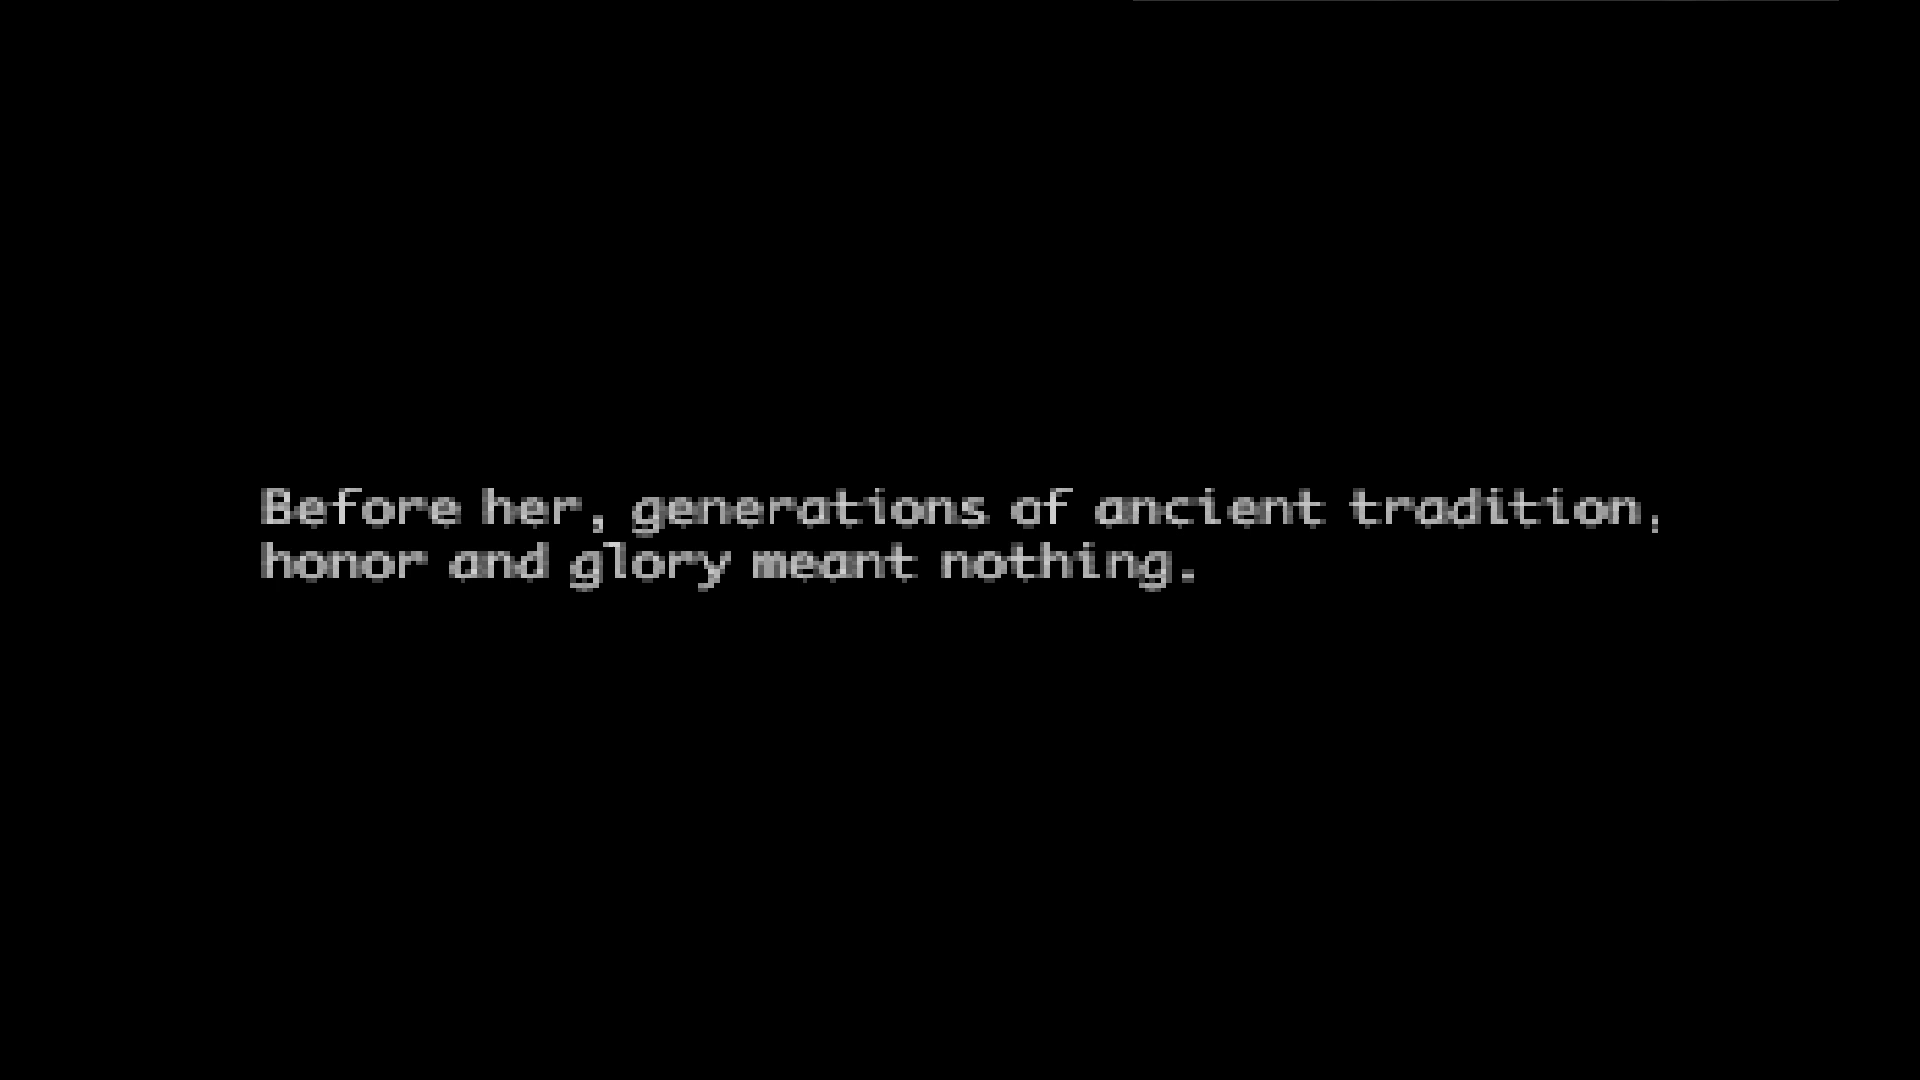 Before her, generations of ancient tradition,
honor and glory meant nothing.